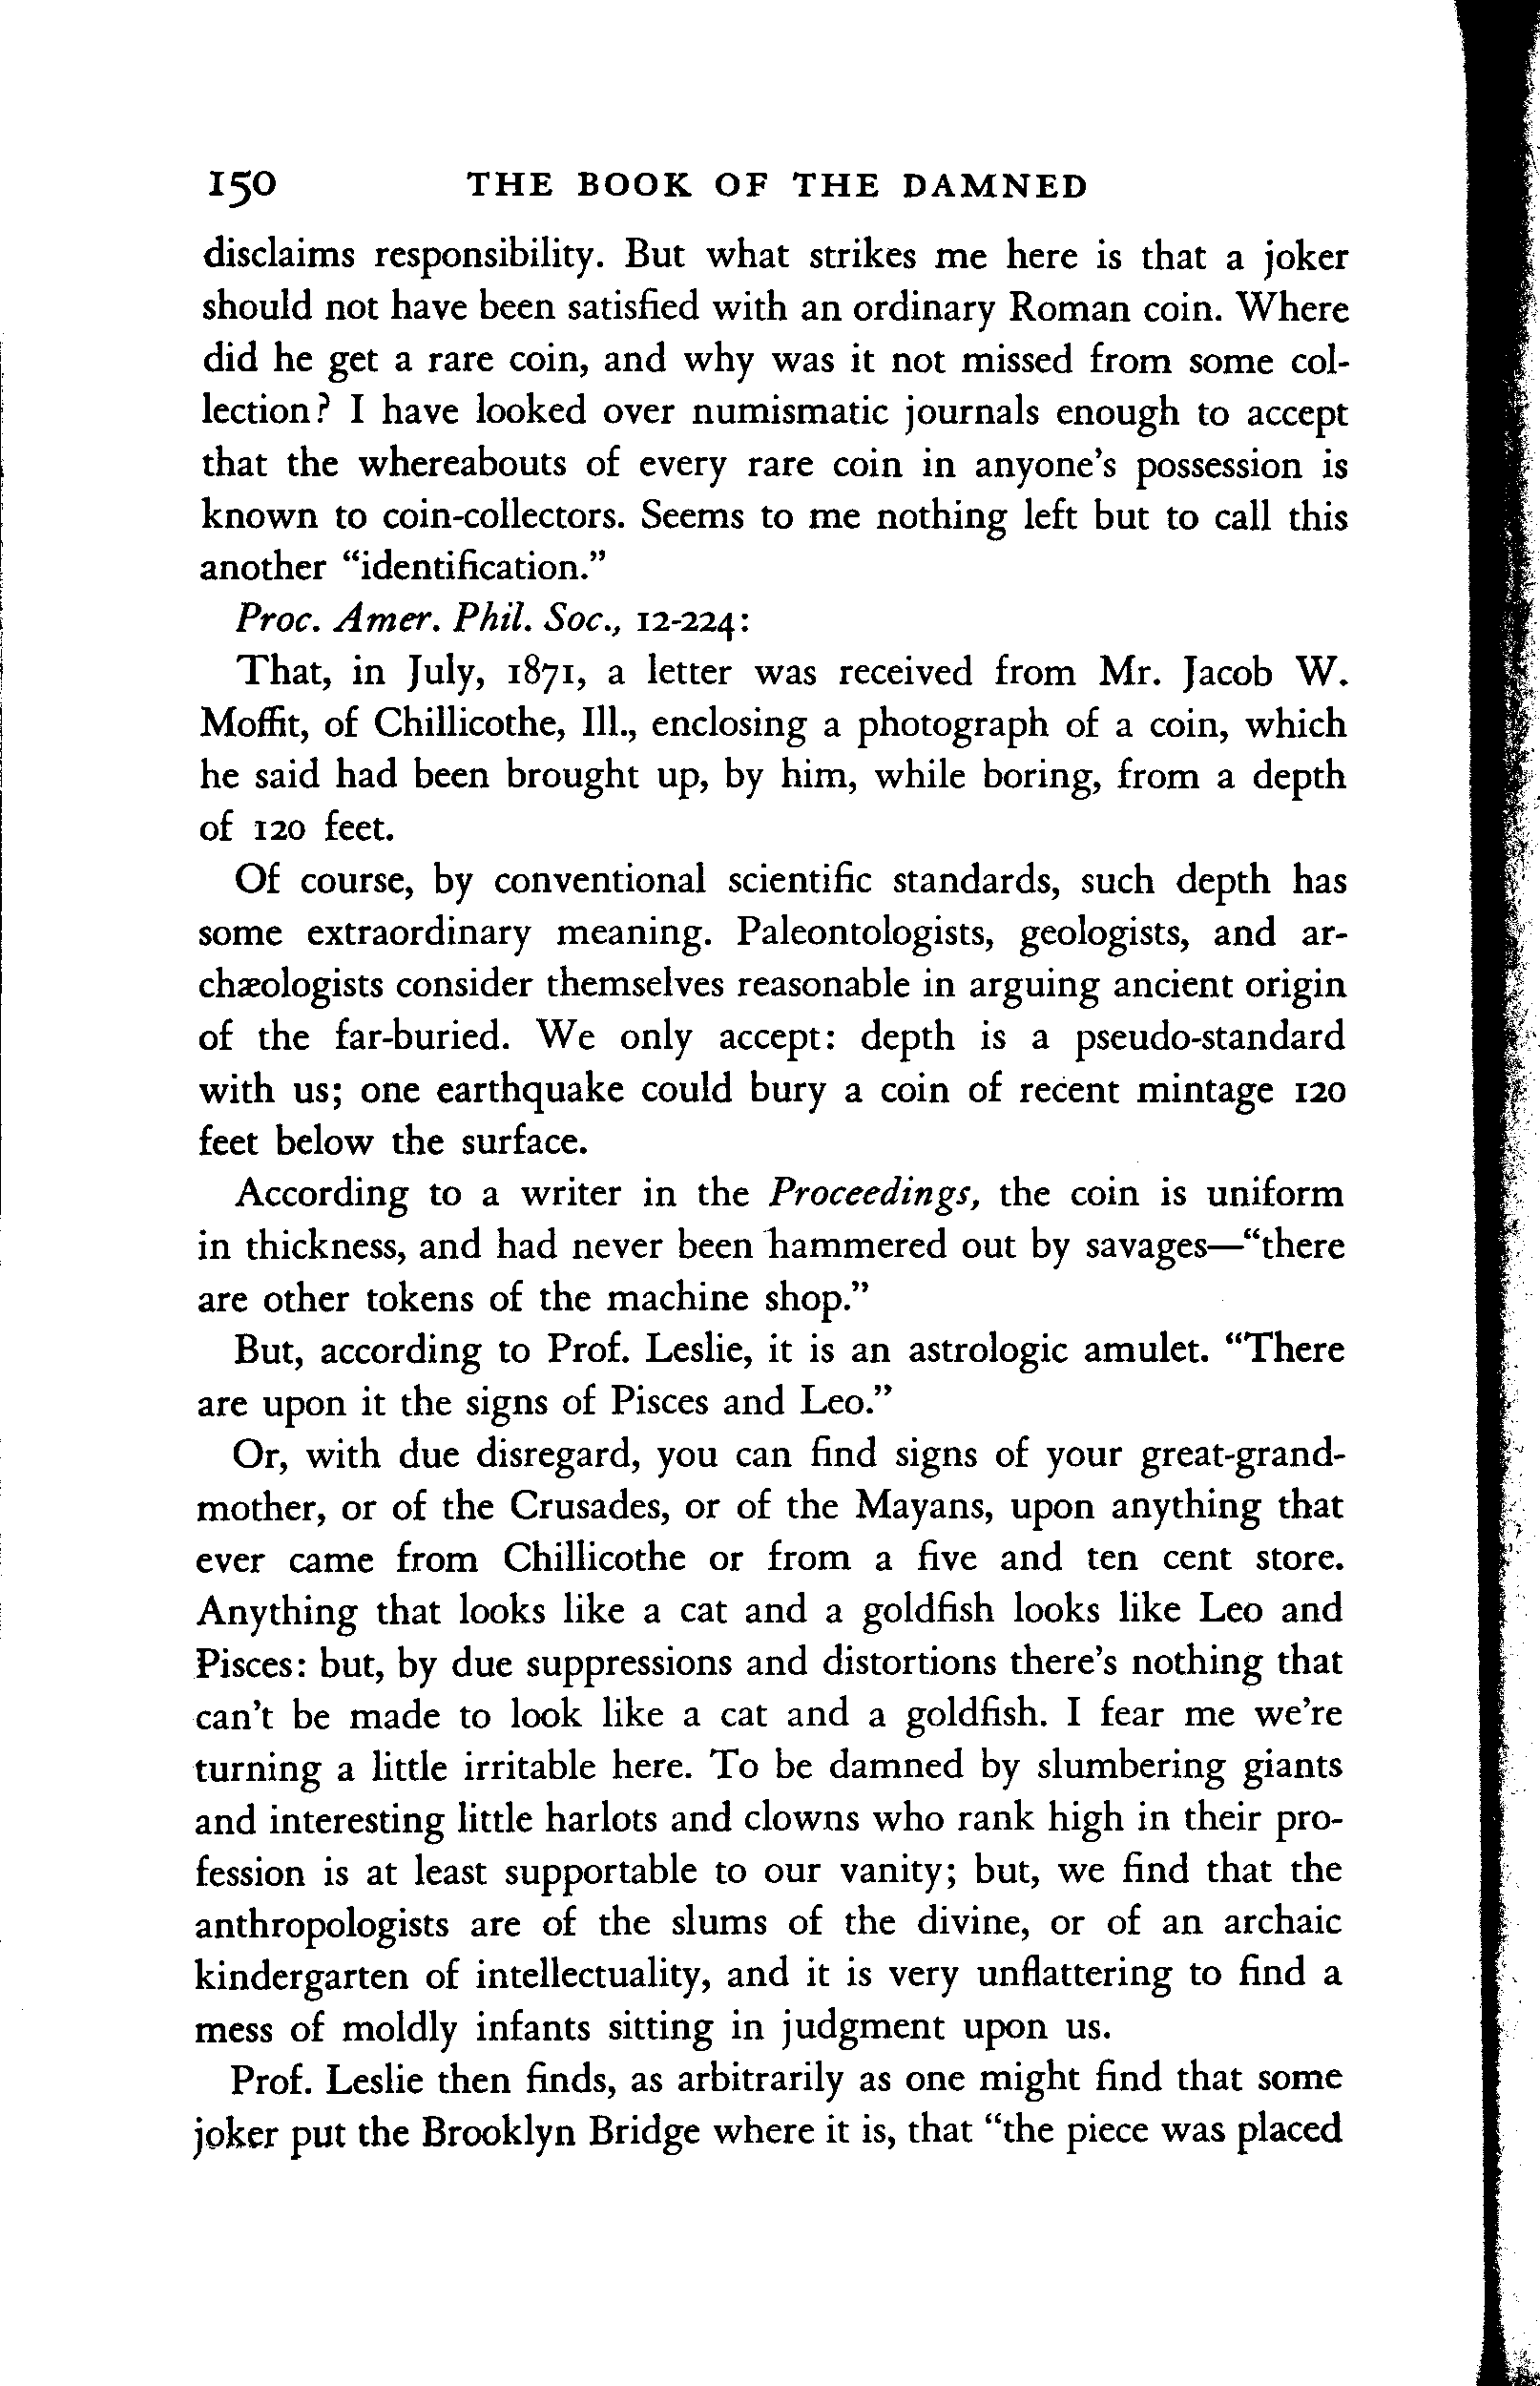 150 THE BOOK OF THE DAMNED
disclaims responsibility. But what strikes me here is that a joker
should not have been satisfied with an ordinary Roman coin. Where
did he get a rare coin, and why was it not missed from some col-
lection? I have looked over numismatic journals enough to accept
that the whereabouts of every rare coin in anyone's possession is
known to coin-collectors. Seems to me nothing left but to call this
another “identification.”
Proc. Amer. Phil. Soc., 12-224:
That, in July, 1871, a letter was received from Mr. Jacob W.
Moffit, of Chillicothe, Ill., enclosing a photograph of a coin, which
he said had been brought up, by him, while boring, from a depth
of 120 feet.
Of course, by conventional scientific standards, such depth has
some extraordinary meaning. Paleontologists, geologists, and ar-
chæologists consider themselves reasonable in arguing ancient origin
of the far-buried. We only accept: depth is a pseudo-standard
with us; one earthquake could bury a coin of recent mintage 120
feet below the surface.
According to a writer in the Proceedings, the coin is uniform
in thickness, and had never been hammered out by savages—“there
are other tokens of the machine shop.”
But, according to Prof. Leslie, it is an astrologic amulet. “There
are upon it the signs of Pisces and Leo.”
Or, with due disregard, you can find signs of your great-grand-
mother, or of the Crusades, or of the Mayans, upon anything that
ever came from Chillicothe or from a five and ten cent store.
Anything that looks like a cat and a goldfish looks like Leo and
Pisces: but, by due suppressions and distortions there's nothing that
can't be made to look like a cat and a goldfish. I fear me we're
turning a little irritable here. To be damned by slumbering giants
and interesting little harlots and clowns who rank high in their pro-
fession is at least supportable to our vanity; but, we find that the
anthropologists are of the slums of the divine, or of an archaic
kindergarten of intellectuality, and it is very unflattering to find a
mess of moldly infants sitting in judgment upon us.
Prof. Leslie then finds, as arbitrarily as one might find that some
joker put the Brooklyn Bridge where it is, that “the piece was placed